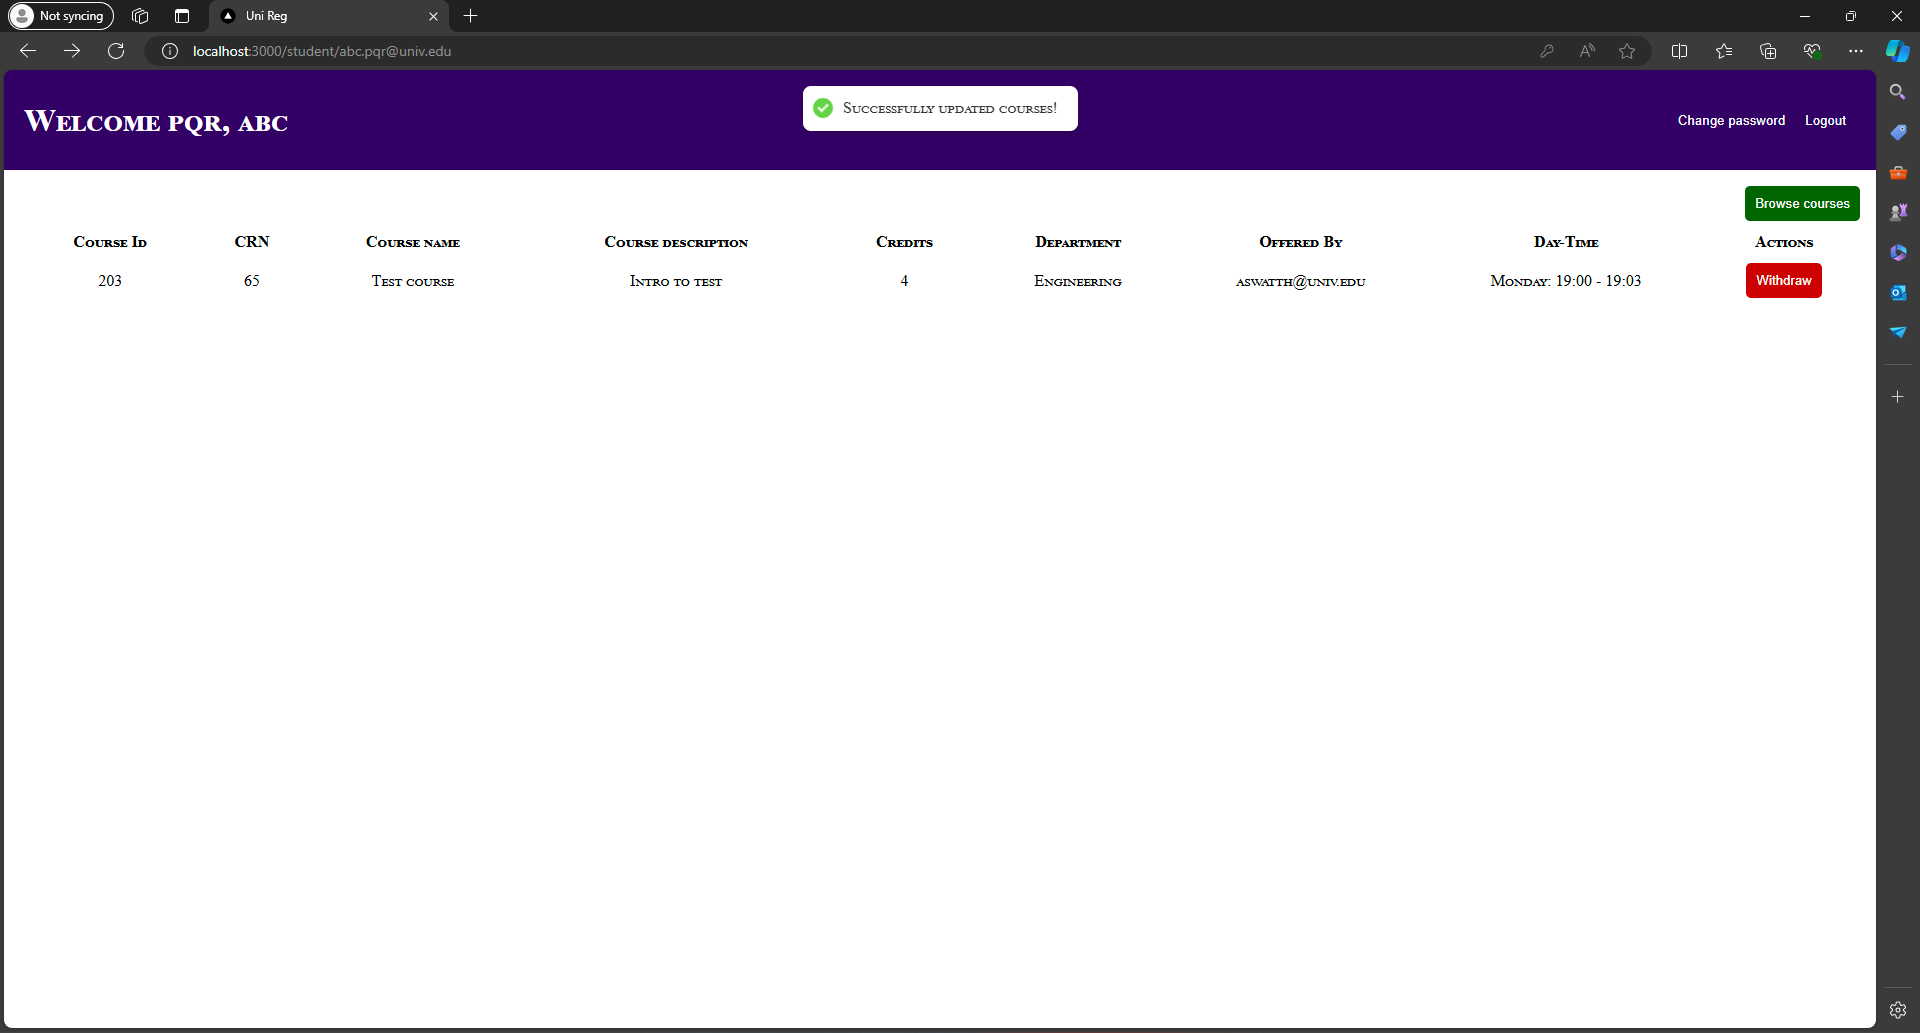 Not syncing
Uni Reg
localhost:3000/student/abc.pqr@univ.edu
Welcome pqr, abc
Successfully updated courses!
Change password Logout
Browse courses
Course Id CRN Course name Course description Credits Department Offered By Day-Time Actions
203 65 Test course Intro to test 4 Engineering aswatth@univ.edu Monday: 19:00 - 19:03 Withdraw